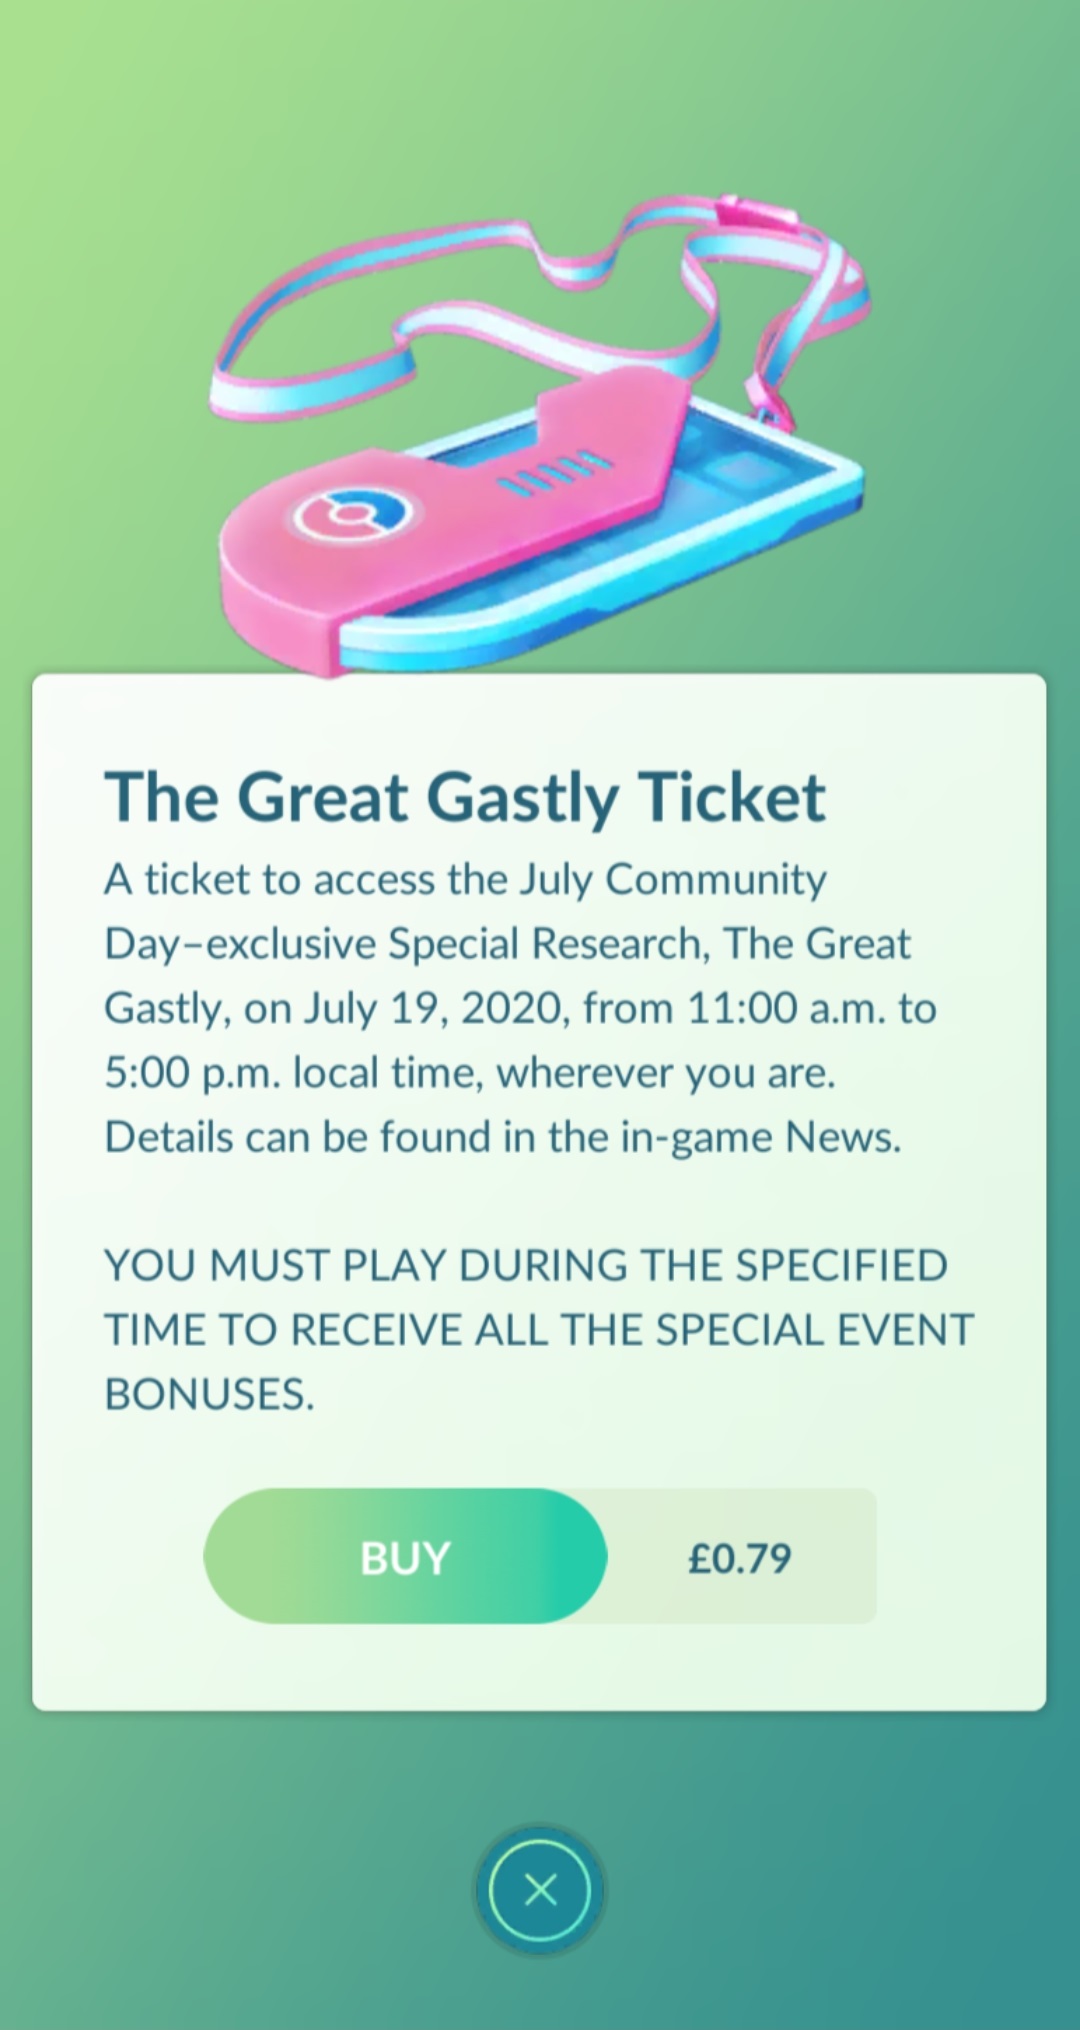 The Great Gastly Ticket
A ticket to access the July Community
Day–exclusive Special Research, The Great
Gastly, on July 19, 2020, from 11:00 a.m. to
5:00 p.m. local time, wherever you are.
Details can be found in the in-game News.
YOU MUST PLAY DURING THE SPECIFIED
TIME TO RECEIVE ALL THE SPECIAL EVENT
BONUSES.
BUY £0.79